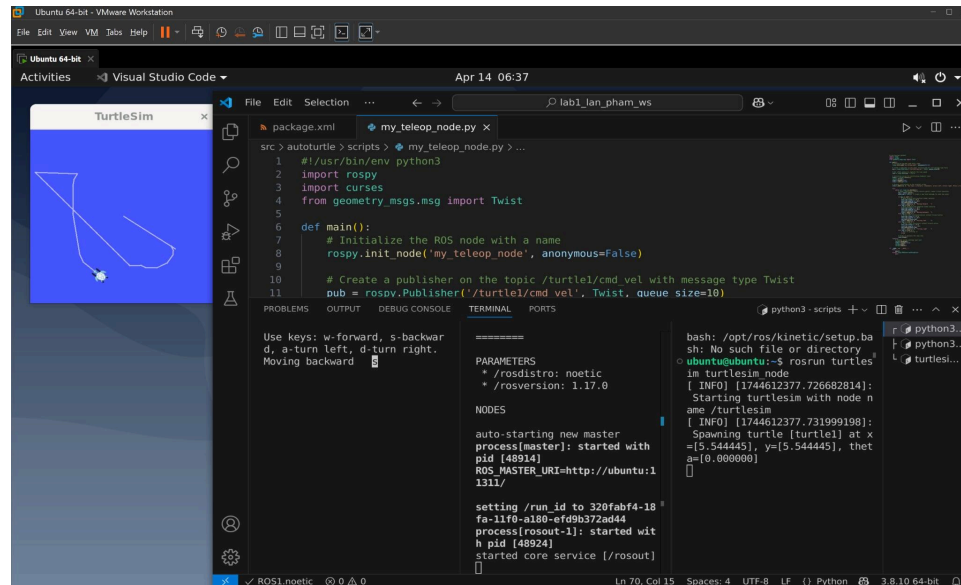 Ubuntu 64-bit - VMware Workstation
File Edit View VM Tabs Help
Ubuntu 64-bit
Activities Visual Studio Code Apr 14 06:37
TurtleSim
File Edit Selection ... lab1_lan_pham_ws
package.xml my_teleop_node.py
src > autoturtle > scripts > my_teleop_node.py > ...
1 #!/usr/bin/env python3
2 import rospy
3 import curses
4 from geometry_msgs.msg import Twist
5
6 def main():
7 # Initialize the ROS node with a name
8 rospy.init_node('my_teleop_node', anonymous=False)
9
10 # Create a publisher on the topic /turtle1/cmd_vel with message type Twist
11 pub = rospy.Publisher('/turtle1/cmd_vel', Twist, queue_size=10)
PROBLEMS OUTPUT DEBUG CONSOLE TERMINAL PORTS python3 - scripts
Use keys: w-forward, s-backwar
d, a-turn left, d-turn right.
Moving backward s
========
PARAMETERS
* /rosdistro: noetic
* /rosversion: 1.17.0
NODES
auto-starting new master
process[master]: started with
pid [48914]
ROS_MASTER_URI=http://ubuntu:1
1311/
setting /run_id to 320fabf4-18
fa-11f0-a180-efd9b372ad44
process[rosout-1]: started wit
h pid [48924]
started core service [/rosout]
bash: /opt/ros/kinetic/setup.ba
sh: No such file or directory
ubuntu@ubuntu:~$ rosrun turtles
im turtlesim_node
[ INFO] [1744612377.726682814]:
Starting turtlesim with node n
ame /turtlesim
[ INFO] [1744612377.731999198]:
Spawning turtle [turtle1] at x
=[5.544445], y=[5.544445], thet
a=[0.000000]
python3...
python3...
turtlesi...
ROS1.noetic 0 0 Ln 70, Col 15 Spaces: 4 UTF-8 LF {} Python 3.8.10 64-bit